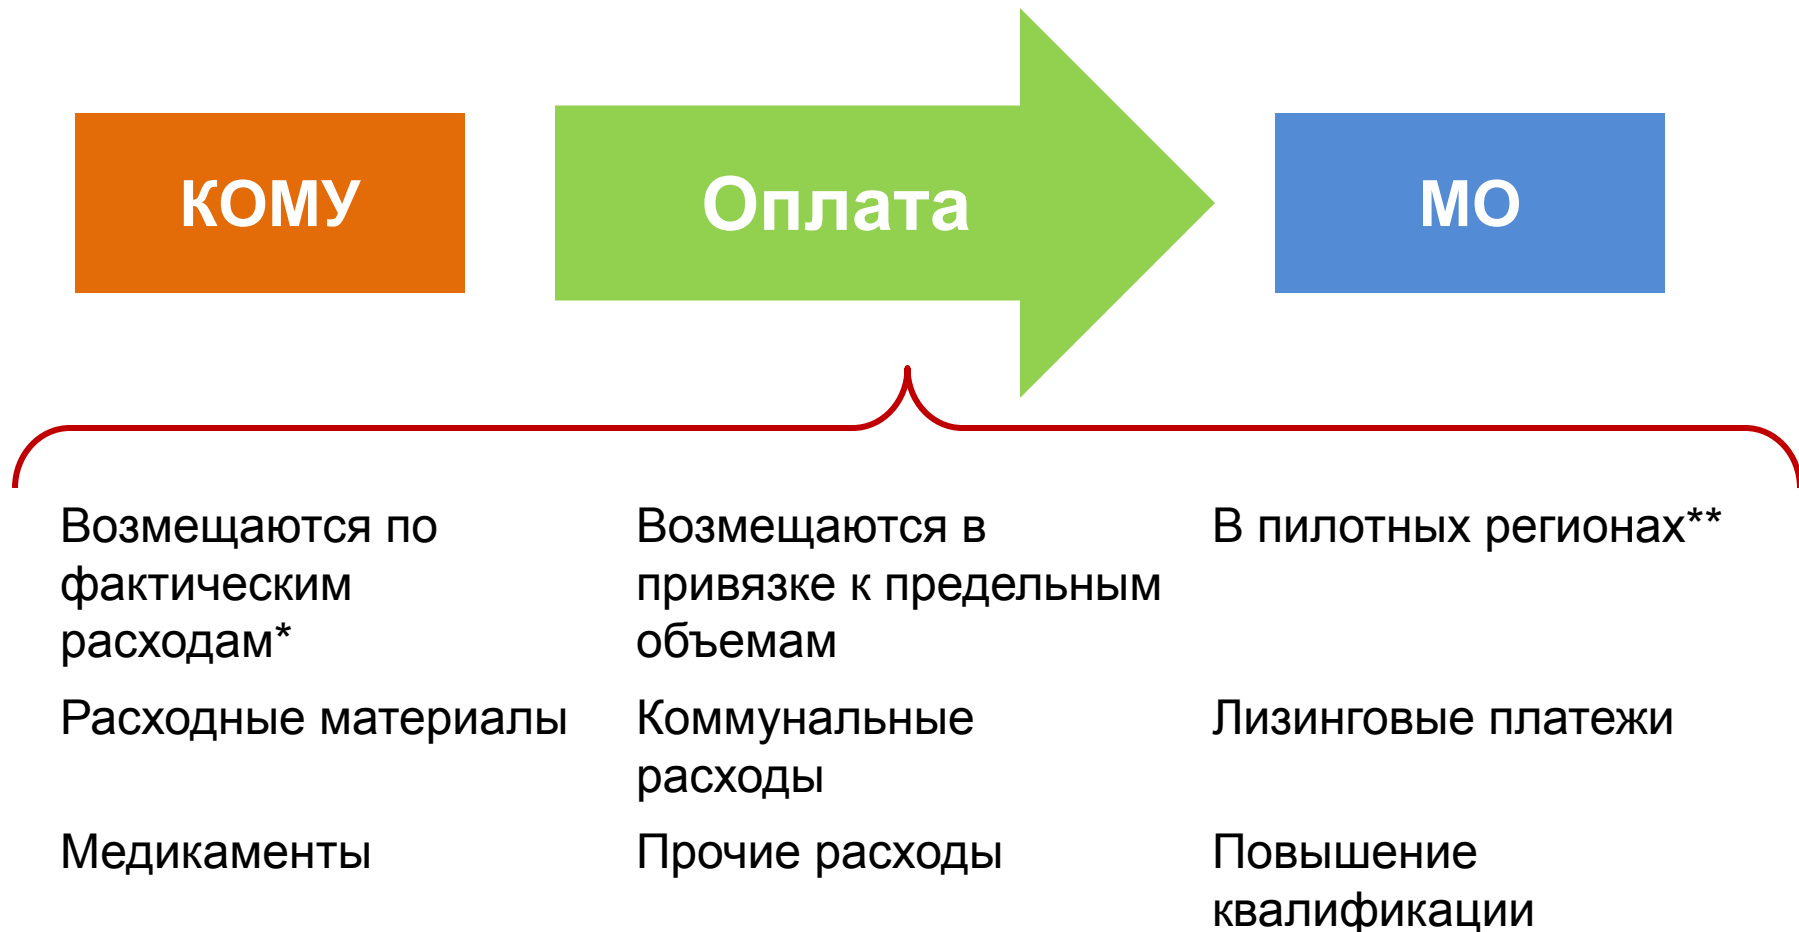 КОМУ
Оплата
МО
Возмещаются по
фактическим
расходам*
Возмещаются в
привязке к предельным
объемам
В пилотных регионах**
Расходные материалы
Коммунальные
расходы
Лизинговые платежи
Медикаменты
Прочие расходы
Повышение
квалификации